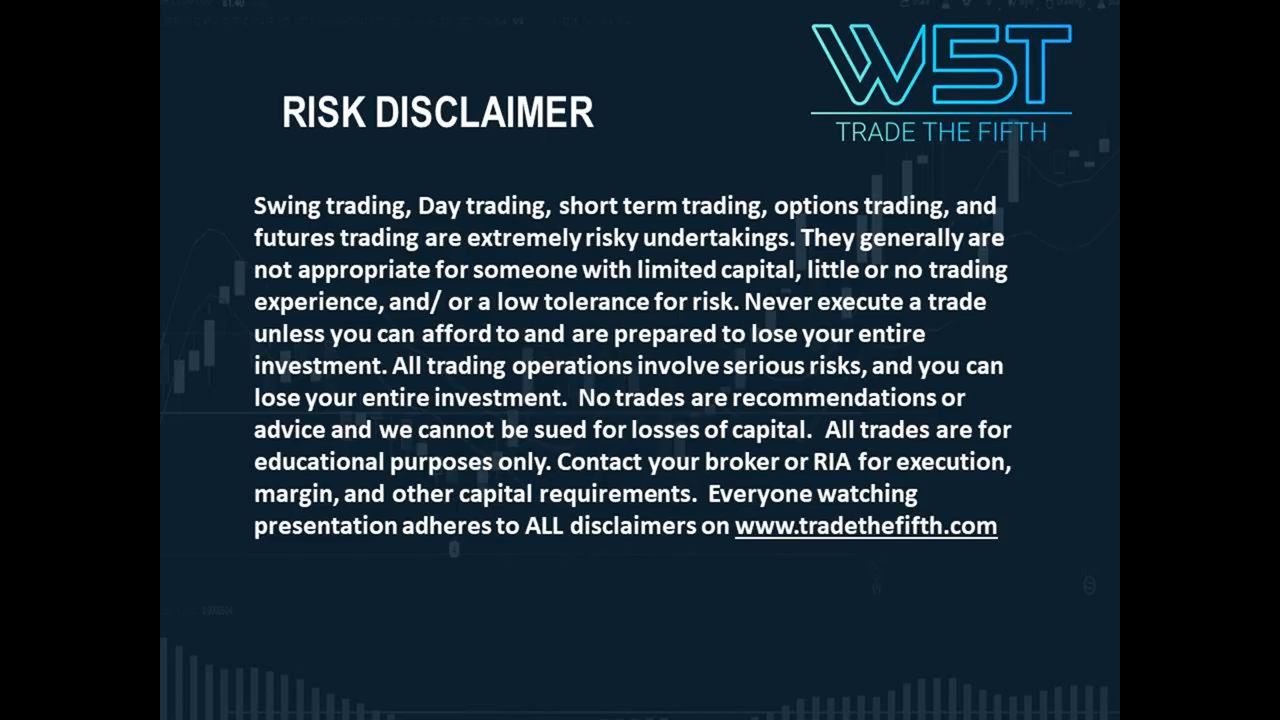 W5T
TRADE THE FIFTH
RISK DISCLAIMER
Swing trading, Day trading, short term trading, options trading, and
futures trading are extremely risky undertakings. They generally are
not appropriate for someone with limited capital, little or no trading
experience, and/ or a low tolerance for risk. Never execute a trade
unless you can afford to and are prepared to lose your entire
investment. All trading operations involve serious risks, and you can
lose your entire investment.  No trades are recommendations or
advice and we cannot be sued for losses of capital.  All trades are for
educational purposes only. Contact your broker or RIA for execution,
margin, and other capital requirements.  Everyone watching
presentation adheres to ALL disclaimers on www.tradethefifth.com